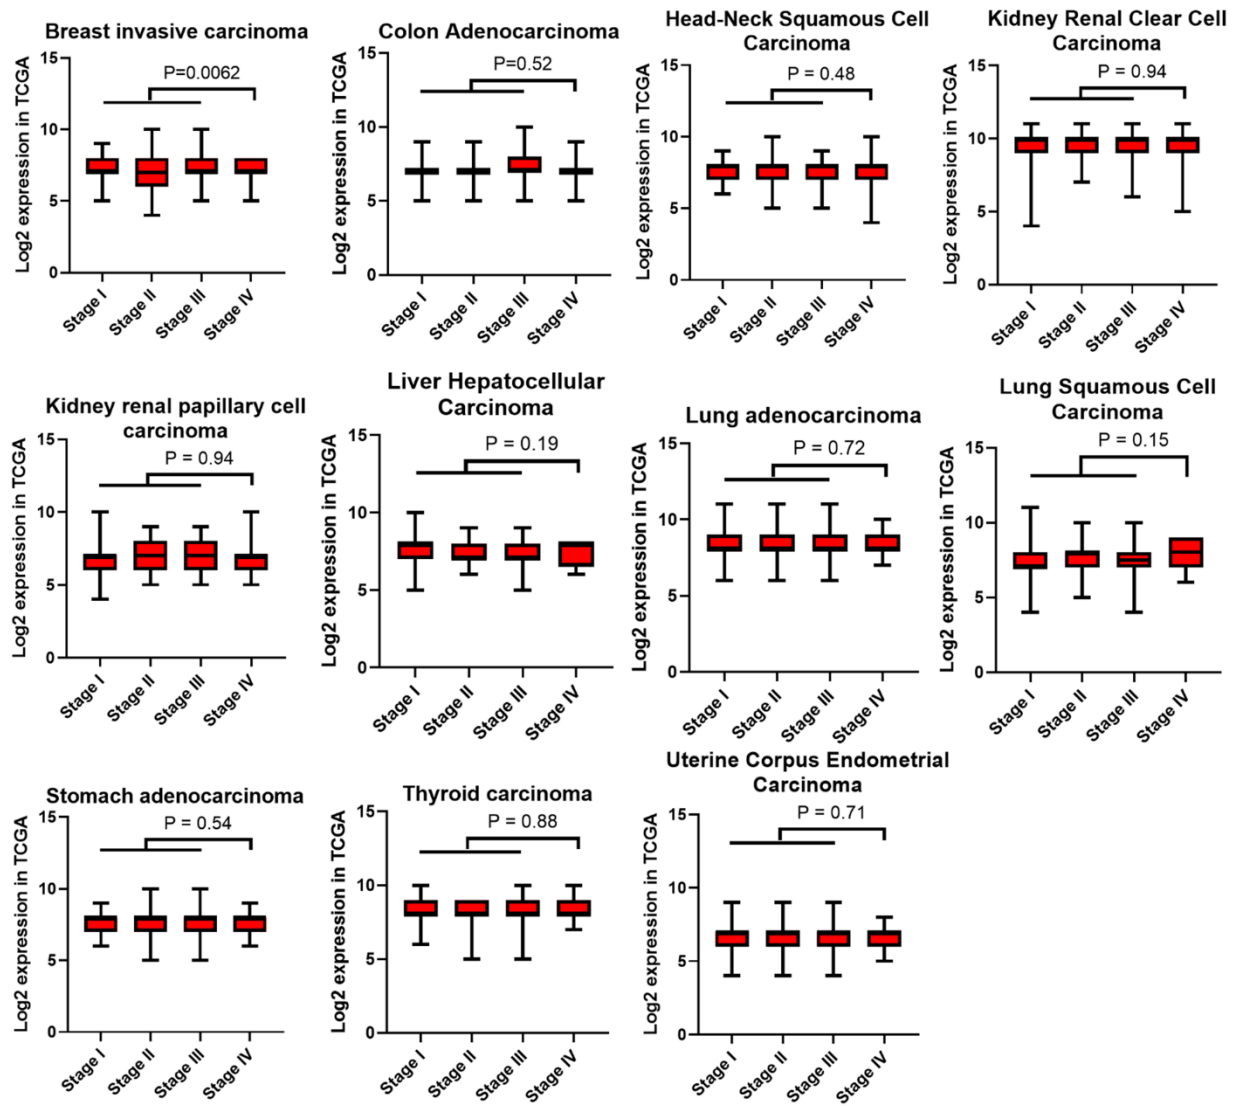 Breast invasive carcinoma
P=0.0062
Log2 expression in TCGA
15
10
5
0
Stage I
Stage II
Stage III
Stage IV
Colon Adenocarcinoma
P=0.52
Log2 expression in TCGA
15
10
5
0
Stage I
Stage II
Stage III
Stage IV
Head-Neck Squamous Cell
Carcinoma
P = 0.48
Log2 expression in TCGA
15
10
5
0
Stage I
Stage II
Stage III
Stage IV
Kidney Renal Clear Cell
Carcinoma
P = 0.94
Log2 expression in TCGA
15
10
5
0
Stage I
Stage II
Stage III
Stage IV
Kidney renal papillary cell
carcinoma
P = 0.94
Log2 expression in TCGA
15
10
5
0
Stage I
Stage II
Stage III
Stage IV
Liver Hepatocellular
Carcinoma
P = 0.19
Log2 expression in TCGA
15
10
5
0
Stage I
Stage II
Stage III
Stage IV
Lung adenocarcinoma
P = 0.72
Log2 expression in TCGA
15
10
5
0
Stage I
Stage II
Stage III
Stage IV
Lung Squamous Cell
Carcinoma
P = 0.15
Log2 expression in TCGA
15
10
5
0
Stage I
Stage II
Stage III
Stage IV
Stomach adenocarcinoma
P = 0.54
Log2 expression in TCGA
15
10
5
0
Stage I
Stage II
Stage III
Stage IV
Thyroid carcinoma
P = 0.88
Log2 expression in TCGA
15
10
5
0
Stage I
Stage II
Stage III
Stage IV
Uterine Corpus Endometrial
Carcinoma
P = 0.71
Log2 expression in TCGA
15
10
5
0
Stage I
Stage II
Stage III
Stage IV